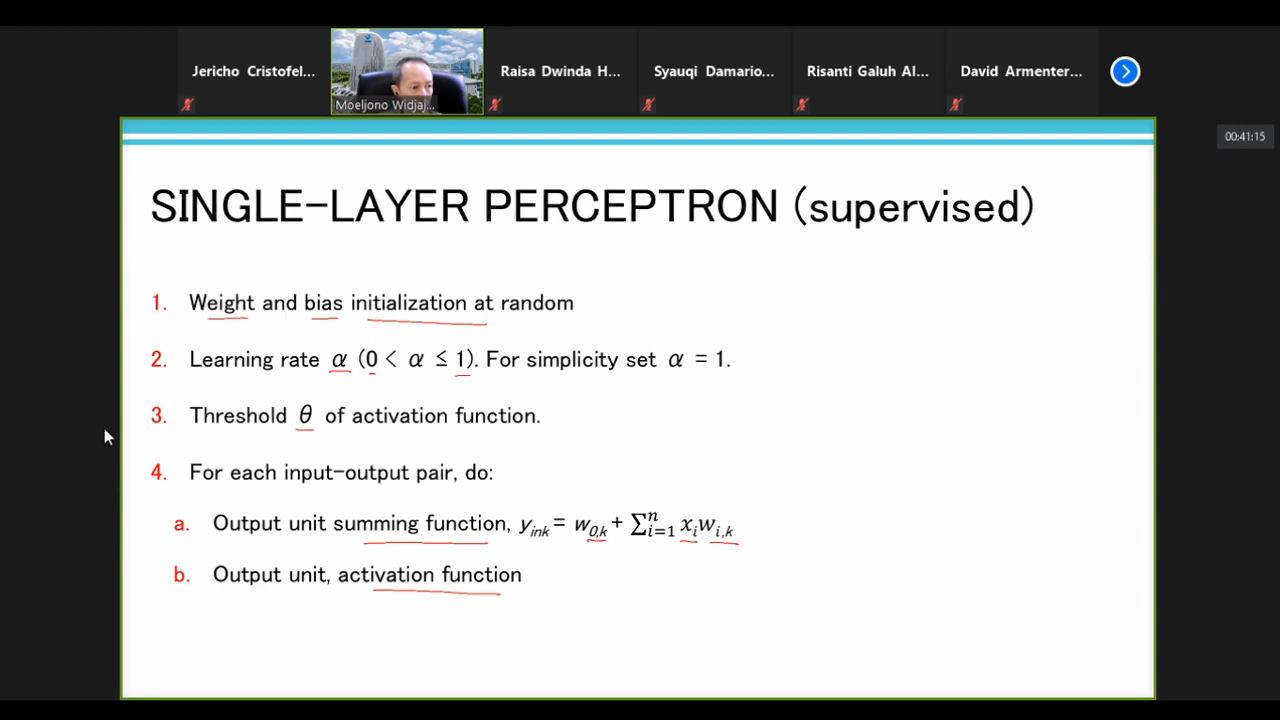 Jericho Cristofel...
Moeljono Widjaj...
Raisa Dwinda H...
Syauqi Damario...
Risanti Galuh Al...
David Armenter...
00:41:15
SINGLE-LAYER PERCEPTRON (supervised)
1. Weight and bias initialization at random
2. Learning rate α (0 < α ≤ 1). For simplicity set α = 1.
3. Threshold θ of activation function.
4. For each input-output pair, do:
a. Output unit summing function, y_ink = w_0,k + ∑_{i=1}^{n} x_i w_i,k
b. Output unit, activation function